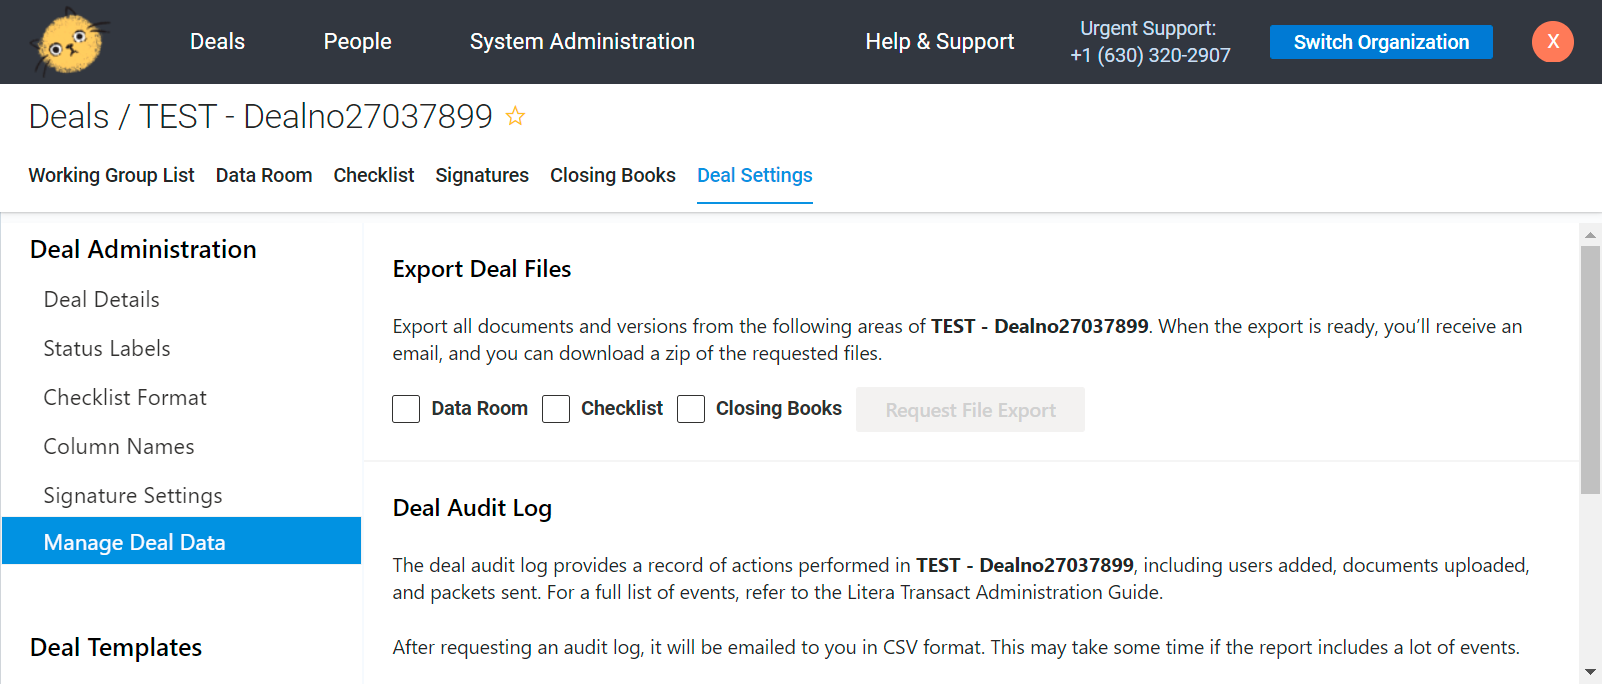 Deals
People
System Administration
Help & Support
Urgent Support:
+1 (630) 320-2907
Switch Organization
X
Deals / TEST - Dealno27037899
Working Group List
Data Room
Checklist
Signatures
Closing Books
Deal Settings
Deal Administration
Deal Details
Status Labels
Checklist Format
Column Names
Signature Settings
Manage Deal Data
Deal Templates
Export Deal Files
Export all documents and versions from the following areas of TEST - Dealno27037899. When the export is ready, you’ll receive an
email, and you can download a zip of the requested files.
Data Room
Checklist
Closing Books
Request File Export
Deal Audit Log
The deal audit log provides a record of actions performed in TEST - Dealno27037899, including users added, documents uploaded,
and packets sent. For a full list of events, refer to the Litera Transact Administration Guide.
After requesting an audit log, it will be emailed to you in CSV format. This may take some time if the report includes a lot of events.